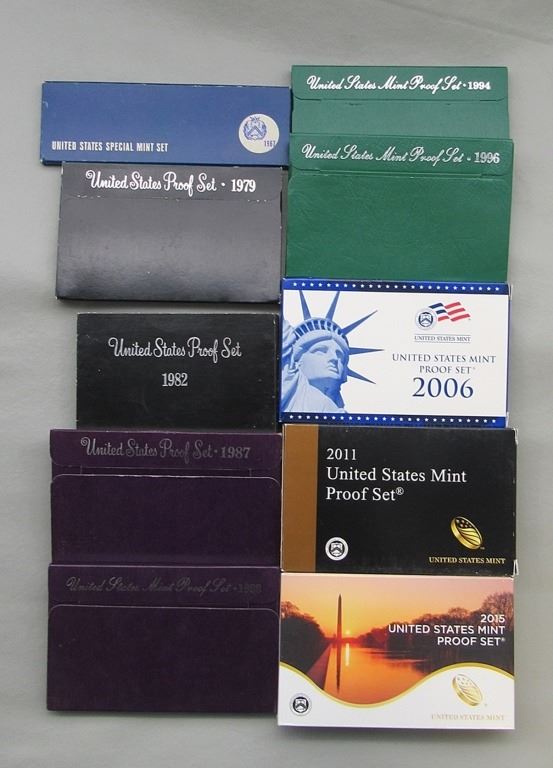 UNITED STATES SPECIAL MINT SET
1967
United States Proof Set · 1979
United States Proof Set
1982
United States Proof Set · 1987
United States Mint Proof Set ·
United States Mint Proof Set · 1994
United States Mint Proof Set · 1996
UNITED STATES MINT
UNITED STATES MINT
PROOF SET®
2006
2011
United States Mint
Proof Set®
UNITED STATES MINT
2015
UNITED STATES MINT
PROOF SET®
UNITED STATES MINT